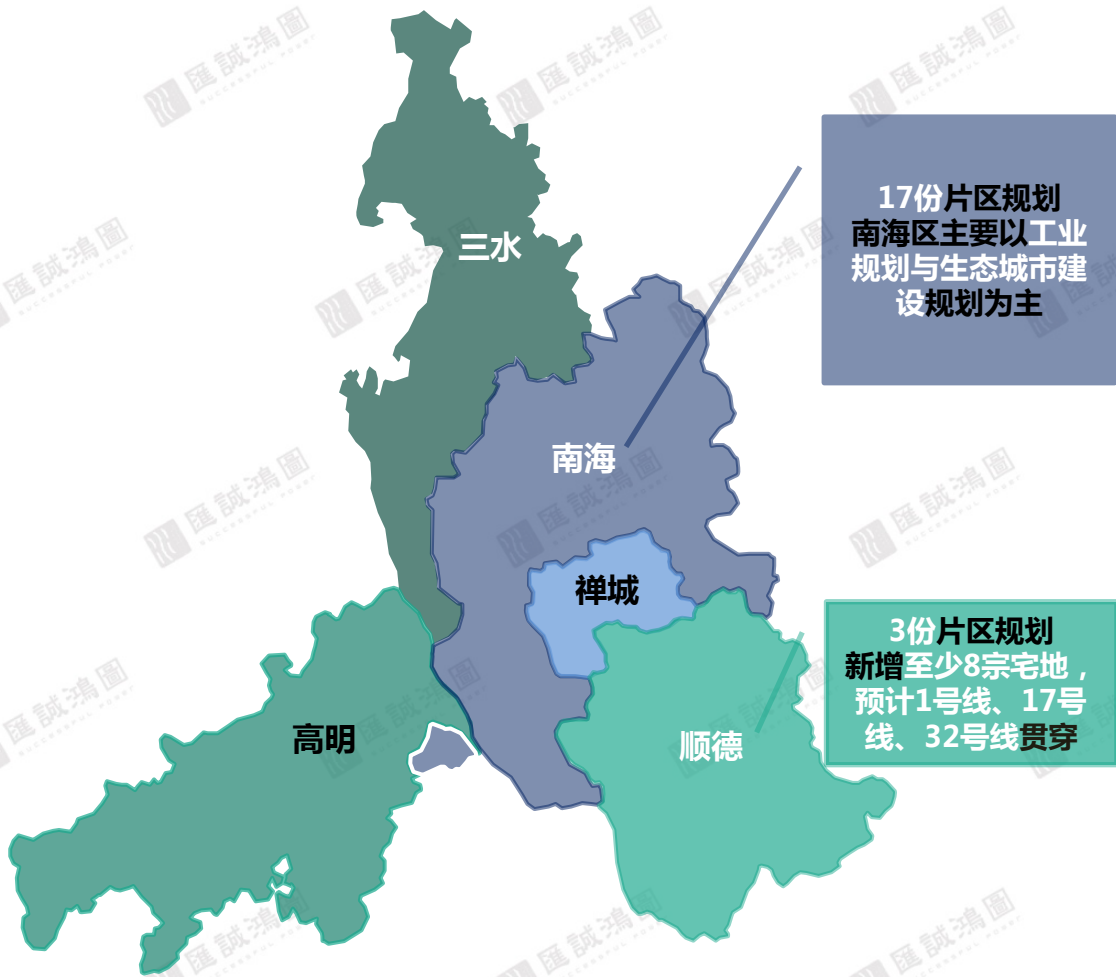 匯誠鴻圖
SUCCESSFUL HOPE
17份片区规划
南海区主要以工业
规划与生态城市建
设规划为主
三水
南海
禅城
3份片区规划
新增至少8宗宅地，
预计1号线、17号
线、32号线贯穿
高明
顺德